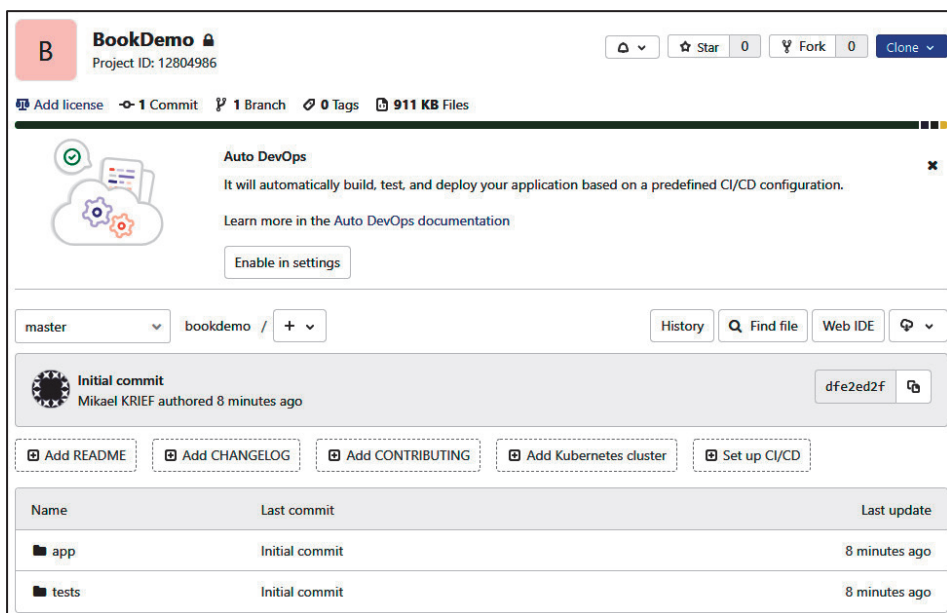 B
BookDemo
Project ID: 12804986
Star 0 Fork 0 Clone
Add license 1 Commit 1 Branch 0 Tags 911 KB Files
Auto DevOps
It will automatically build, test, and deploy your application based on a predefined CI/CD configuration.
Learn more in the Auto DevOps documentation
Enable in settings
master bookdemo / + History Find file Web IDE
Initial commit
Mikael KRIEF authored 8 minutes ago
dfe2ed2f
Add README Add CHANGELOG Add CONTRIBUTING Add Kubernetes cluster Set up CI/CD
Name Last commit Last update
app Initial commit 8 minutes ago
tests Initial commit 8 minutes ago